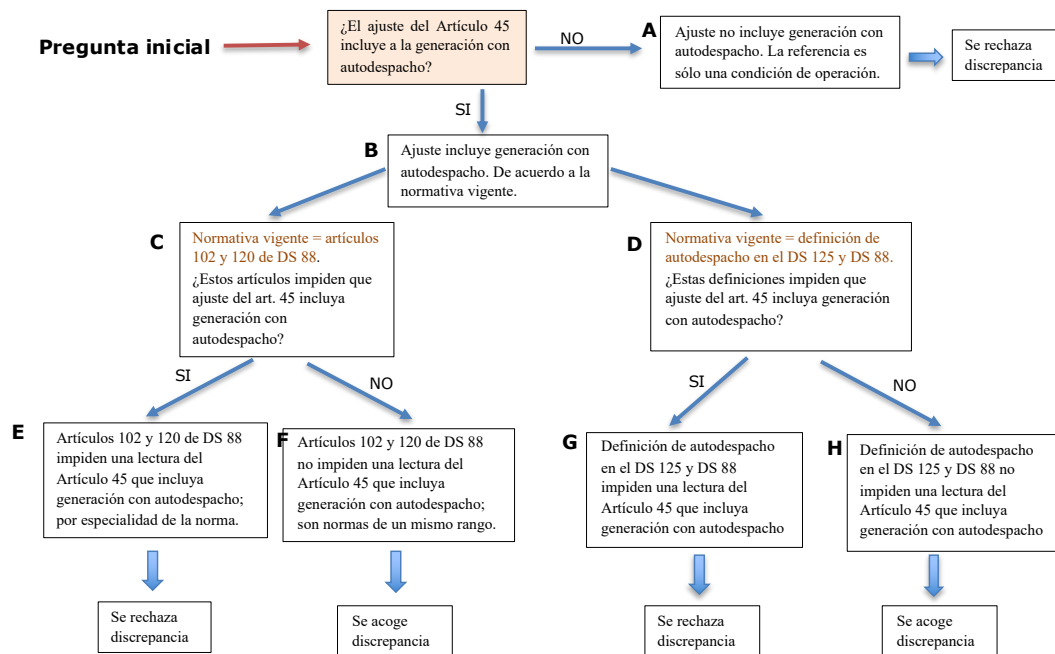 Pregunta inicial
¿El ajuste del Artículo 45
incluye a la generación con
autodespacho?
NO
A
Ajuste no incluye generación con
autodespacho. La referencia es
sólo una condición de operación.
Se rechaza
discrepancia
SI
B
Ajuste incluye generación con
autodespacho. De acuerdo a la
normativa vigente.
C
Normativa vigente = artículos
102 y 120 de DS 88.
¿Estos artículos impiden que
ajuste del art. 45 incluya
generación con
autodespacho?
D
Normativa vigente = definición de
autodespacho en el DS 125 y DS 88.
¿Estas definiciones impiden que
ajuste del art. 45 incluya generación
con autodespacho?
SI
NO
SI
NO
E
Artículos 102 y 120 de DS 88
impiden una lectura del
Artículo 45 que incluya
generación con autodespacho;
por especialidad de la norma.
F
Artículos 102 y 120 de DS 88
no impiden una lectura del
Artículo 45 que incluya
generación con autodespacho;
son normas de un mismo rango.
G
Definición de autodespacho
en el DS 125 y DS 88
impiden una lectura del
Artículo 45 que incluya
generación con autodespacho
H
Definición de autodespacho
en el DS 125 y DS 88 no
impiden una lectura del
Artículo 45 que incluya
generación con autodespacho
Se rechaza
discrepancia
Se acoge
discrepancia
Se rechaza
discrepancia
Se acoge
discrepancia